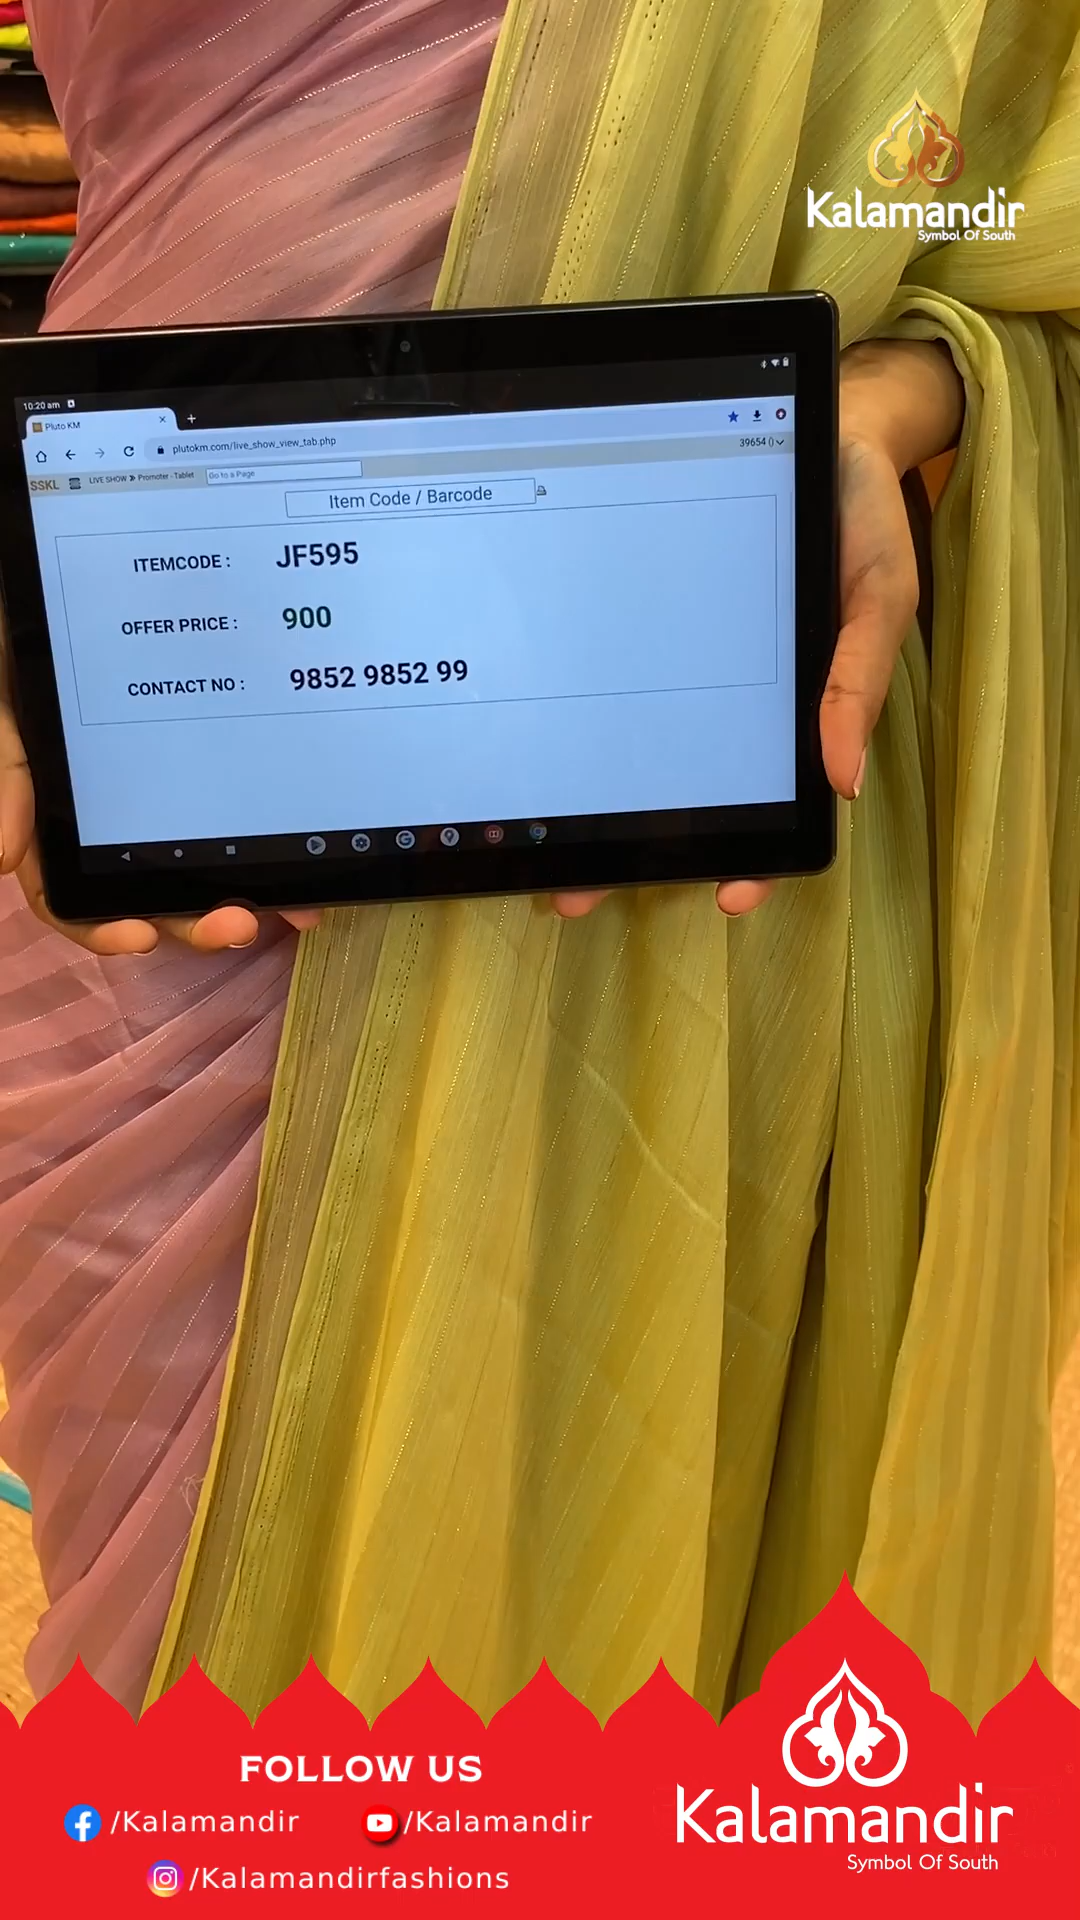 Kalamandir
Symbol Of South
10:20 am
Pluto KM
plutokm.com/live_show_view_tab.php
39654 ()
SSKL
LIVE SHOW » Promoter - Tablet
Go to a Page
Item Code / Barcode
ITEMCODE : JF595
OFFER PRICE : 900
CONTACT NO : 9852 9852 99
FOLLOW US
/Kalamandir
/Kalamandir
/Kalamandirfashions
Kalamandir
Symbol Of South